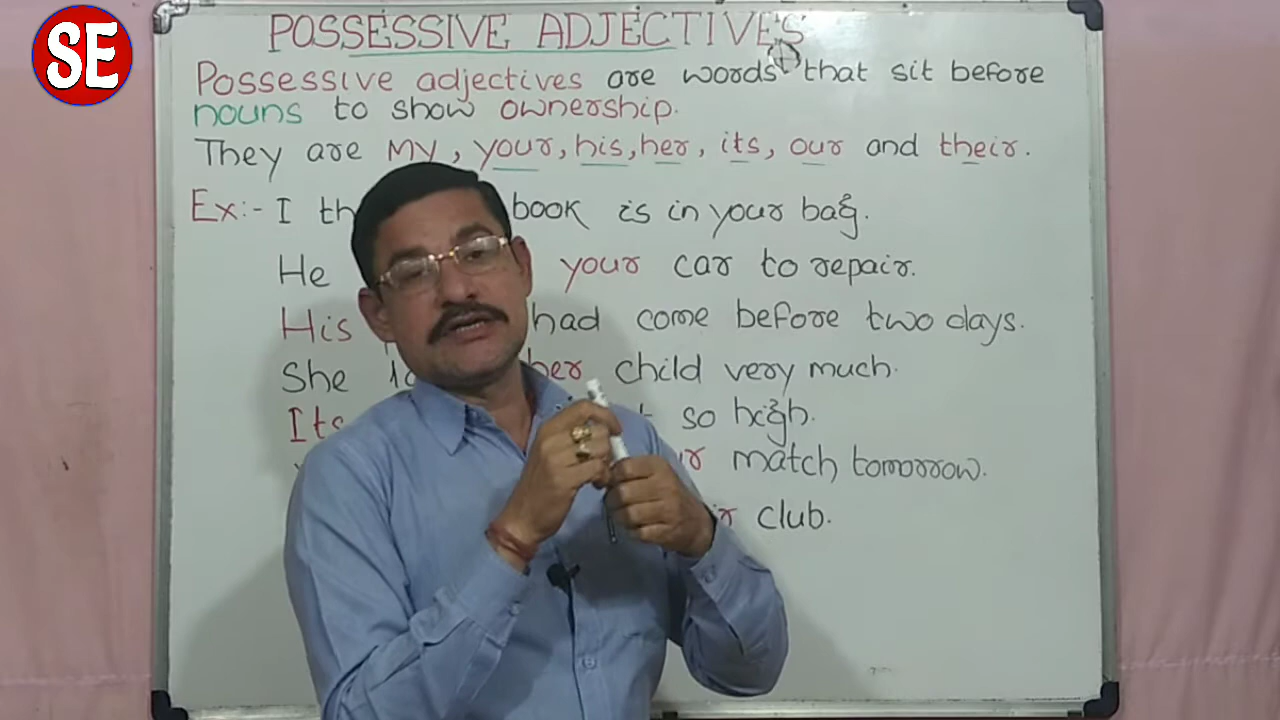 SE
POSSESSIVE ADJECTIVES
Possessive adjectives are words that sit before
nouns to show ownership.
They are My, your, his, her, its, our and their.
Ex:- I book is in your bag.
He your car to repair.
His had come before two days.
She her child very much.
Its so high.
match tomorrow.
club.